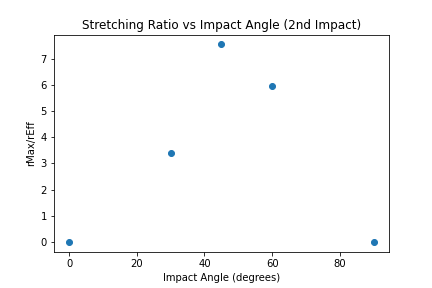 Stretching Ratio vs Impact Angle (2nd Impact)
7
6
5
4
3
2
1
0
rMax/rEff
0 20 40 60 80
Impact Angle (degrees)